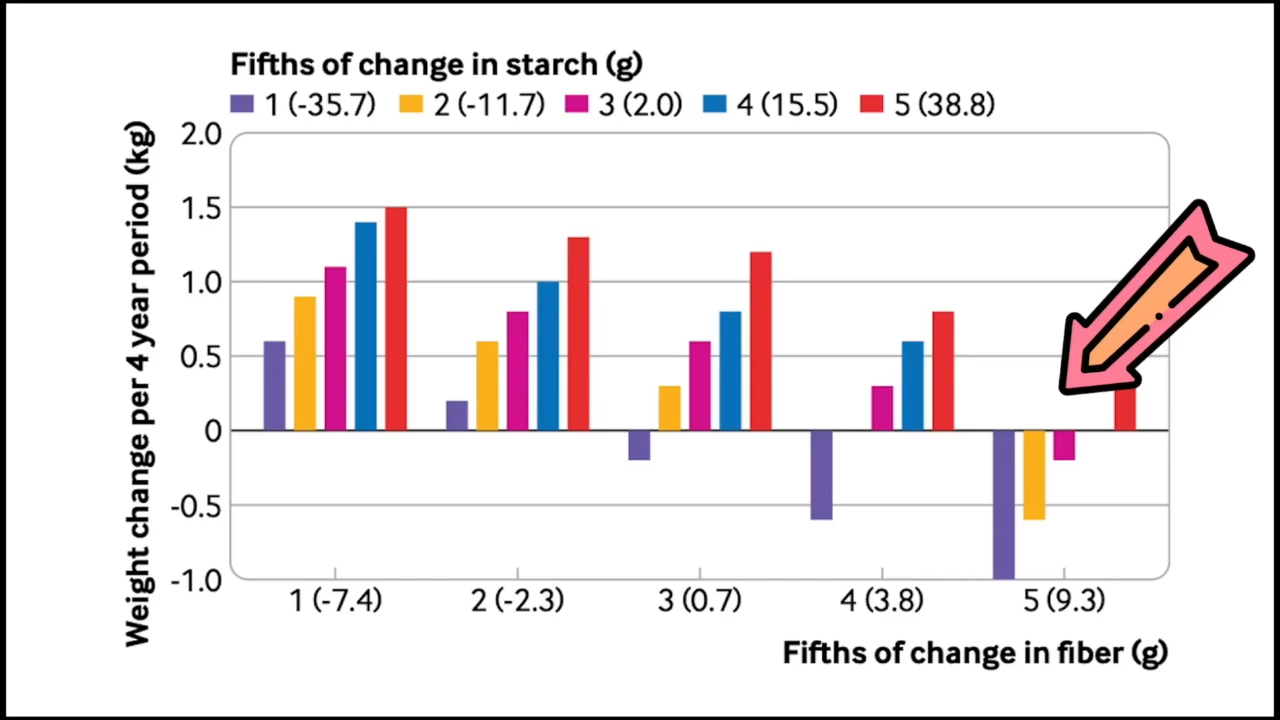 Fifths of change in starch (g)
1 (-35.7) 2 (-11.7) 3 (2.0) 4 (15.5) 5 (38.8)
Weight change per 4 year period (kg)
2.0
1.5
1.0
0.5
0
-0.5
-1.0
1 (-7.4) 2 (-2.3) 3 (0.7) 4 (3.8) 5 (9.3)
Fifths of change in fiber (g)